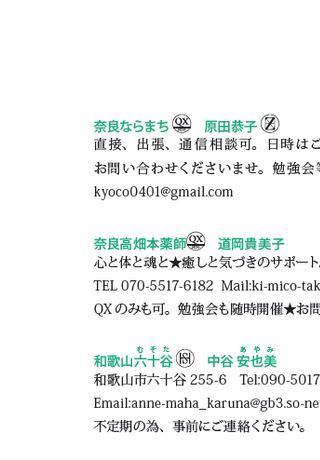 奈良ならまち QX 原田恭子 Z
直接、出張、通信相談可。日時はご
お問い合わせくださいませ。勉強会等
kyoco0401@gmail.com
奈良高畑本薬師 QX 道岡貴美子
心と体と魂と★癒しと気づきのサポート
TEL 070-5517-6182 Mail:ki-mico-tak
QXのみも可。勉強会も随時開催★お問
むそた あやみ
和歌山六十谷 中谷 安也美
和歌山市六十谷 255-6 Tel:090-5017
Email:anne-maha_karuna@gb3.so-ne
不定期の為、事前にご連絡ください。